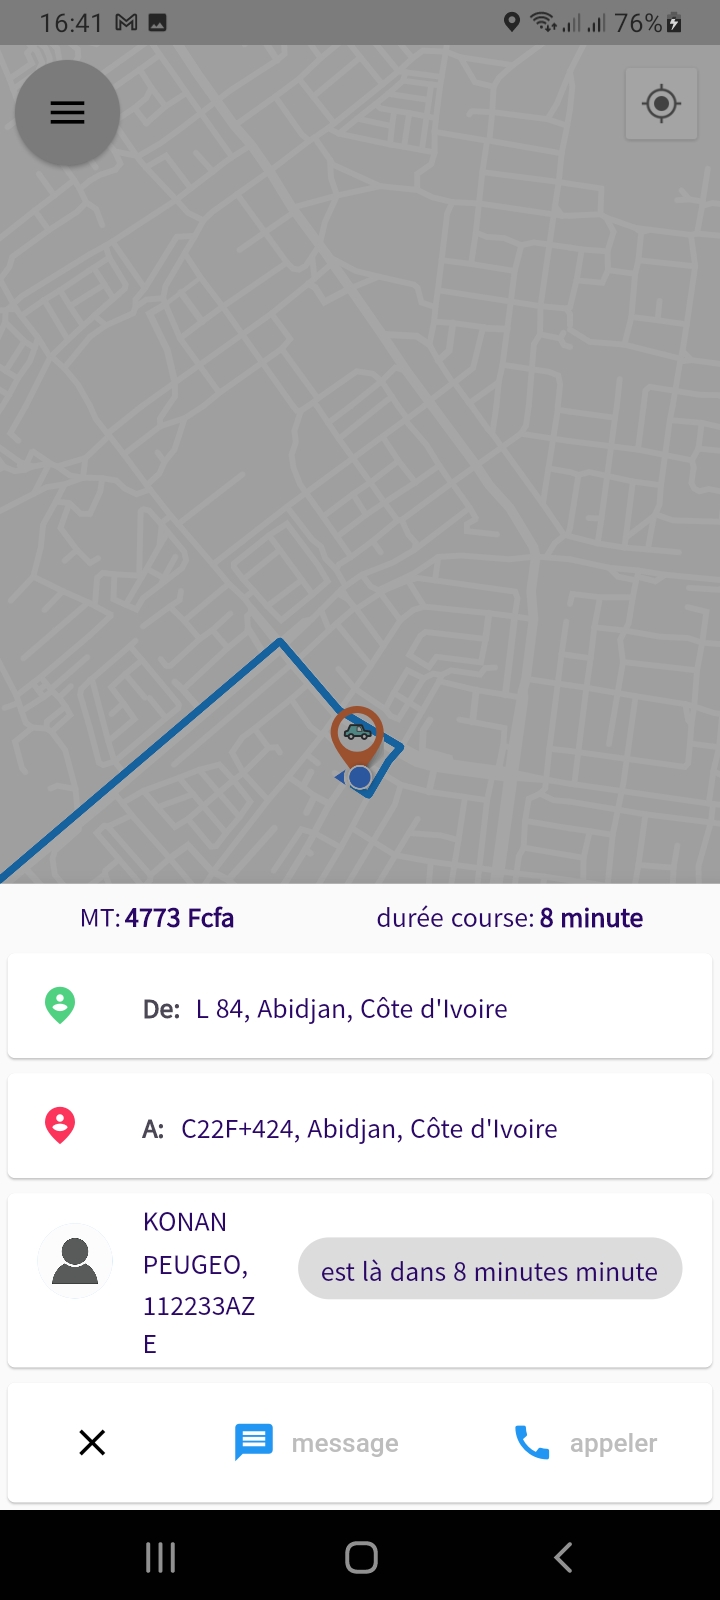 16:41 76%
MT: 4773 Fcfa durée course: 8 minute
De: L 84, Abidjan, Côte d'Ivoire
A: C22F+424, Abidjan, Côte d'Ivoire
KONAN
PEUGEO,
112233AZ
E
est là dans 8 minutes minute
message appeler